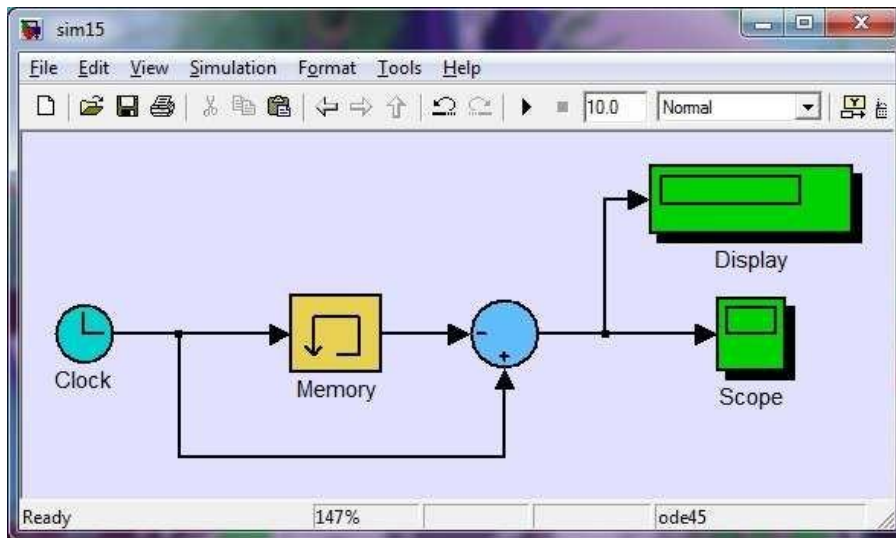 sim15
File Edit View Simulation Format Tools Help
10.0 Normal
Display
Clock
Memory
- +
Scope
Ready 147% ode45